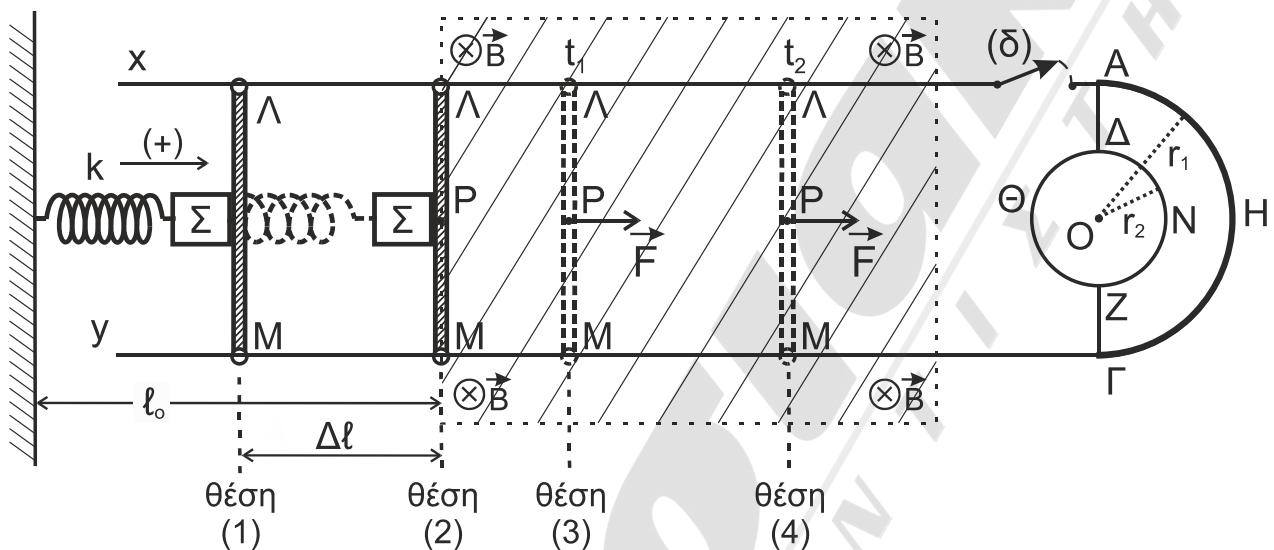 ⊗ B
t₁
t₂
⊗ B
(δ)
A
x
Λ
Λ
Λ
Λ
Δ
r₁
k
(+)
Σ
Σ
P
P
P
F
F
Θ
O
r₂
N
H
y
M
M
M
M
Z
Γ
⊗ B
⊗ B
ℓₒ
Δℓ
θέση
(1)
θέση
(2)
θέση
(3)
θέση
(4)